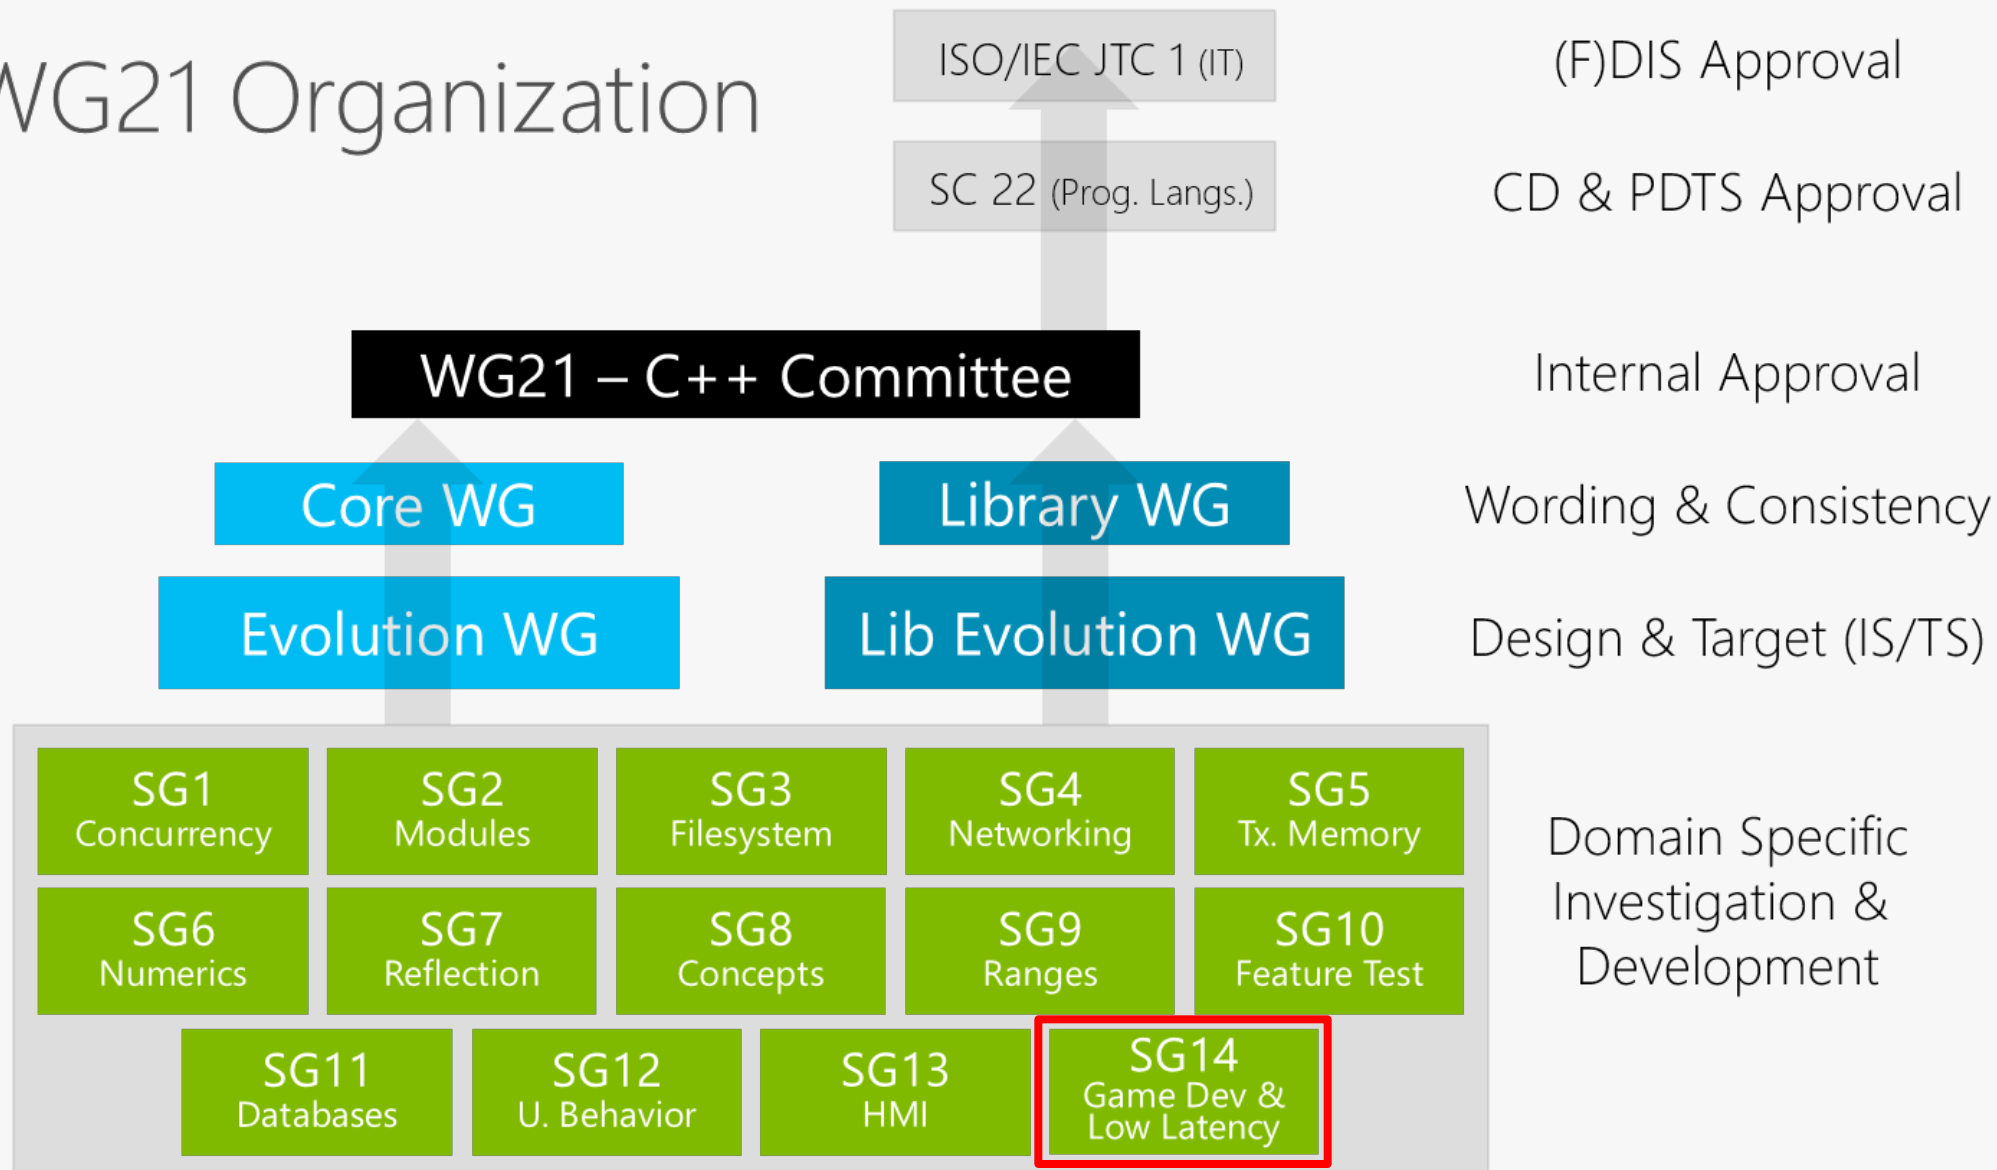 WG21 Organization
ISO/IEC JTC 1 (IT)
(F)DIS Approval
SC 22 (Prog. Langs.)
CD & PDTS Approval
WG21 – C++ Committee
Internal Approval
Core WG
Library WG
Wording & Consistency
Evolution WG
Lib Evolution WG
Design & Target (IS/TS)
SG1
Concurrency
SG2
Modules
SG3
Filesystem
SG4
Networking
SG5
Tx. Memory
SG6
Numerics
SG7
Reflection
SG8
Concepts
SG9
Ranges
SG10
Feature Test
Domain Specific
Investigation &
Development
SG11
Databases
SG12
U. Behavior
SG13
HMI
SG14
Game Dev &
Low Latency